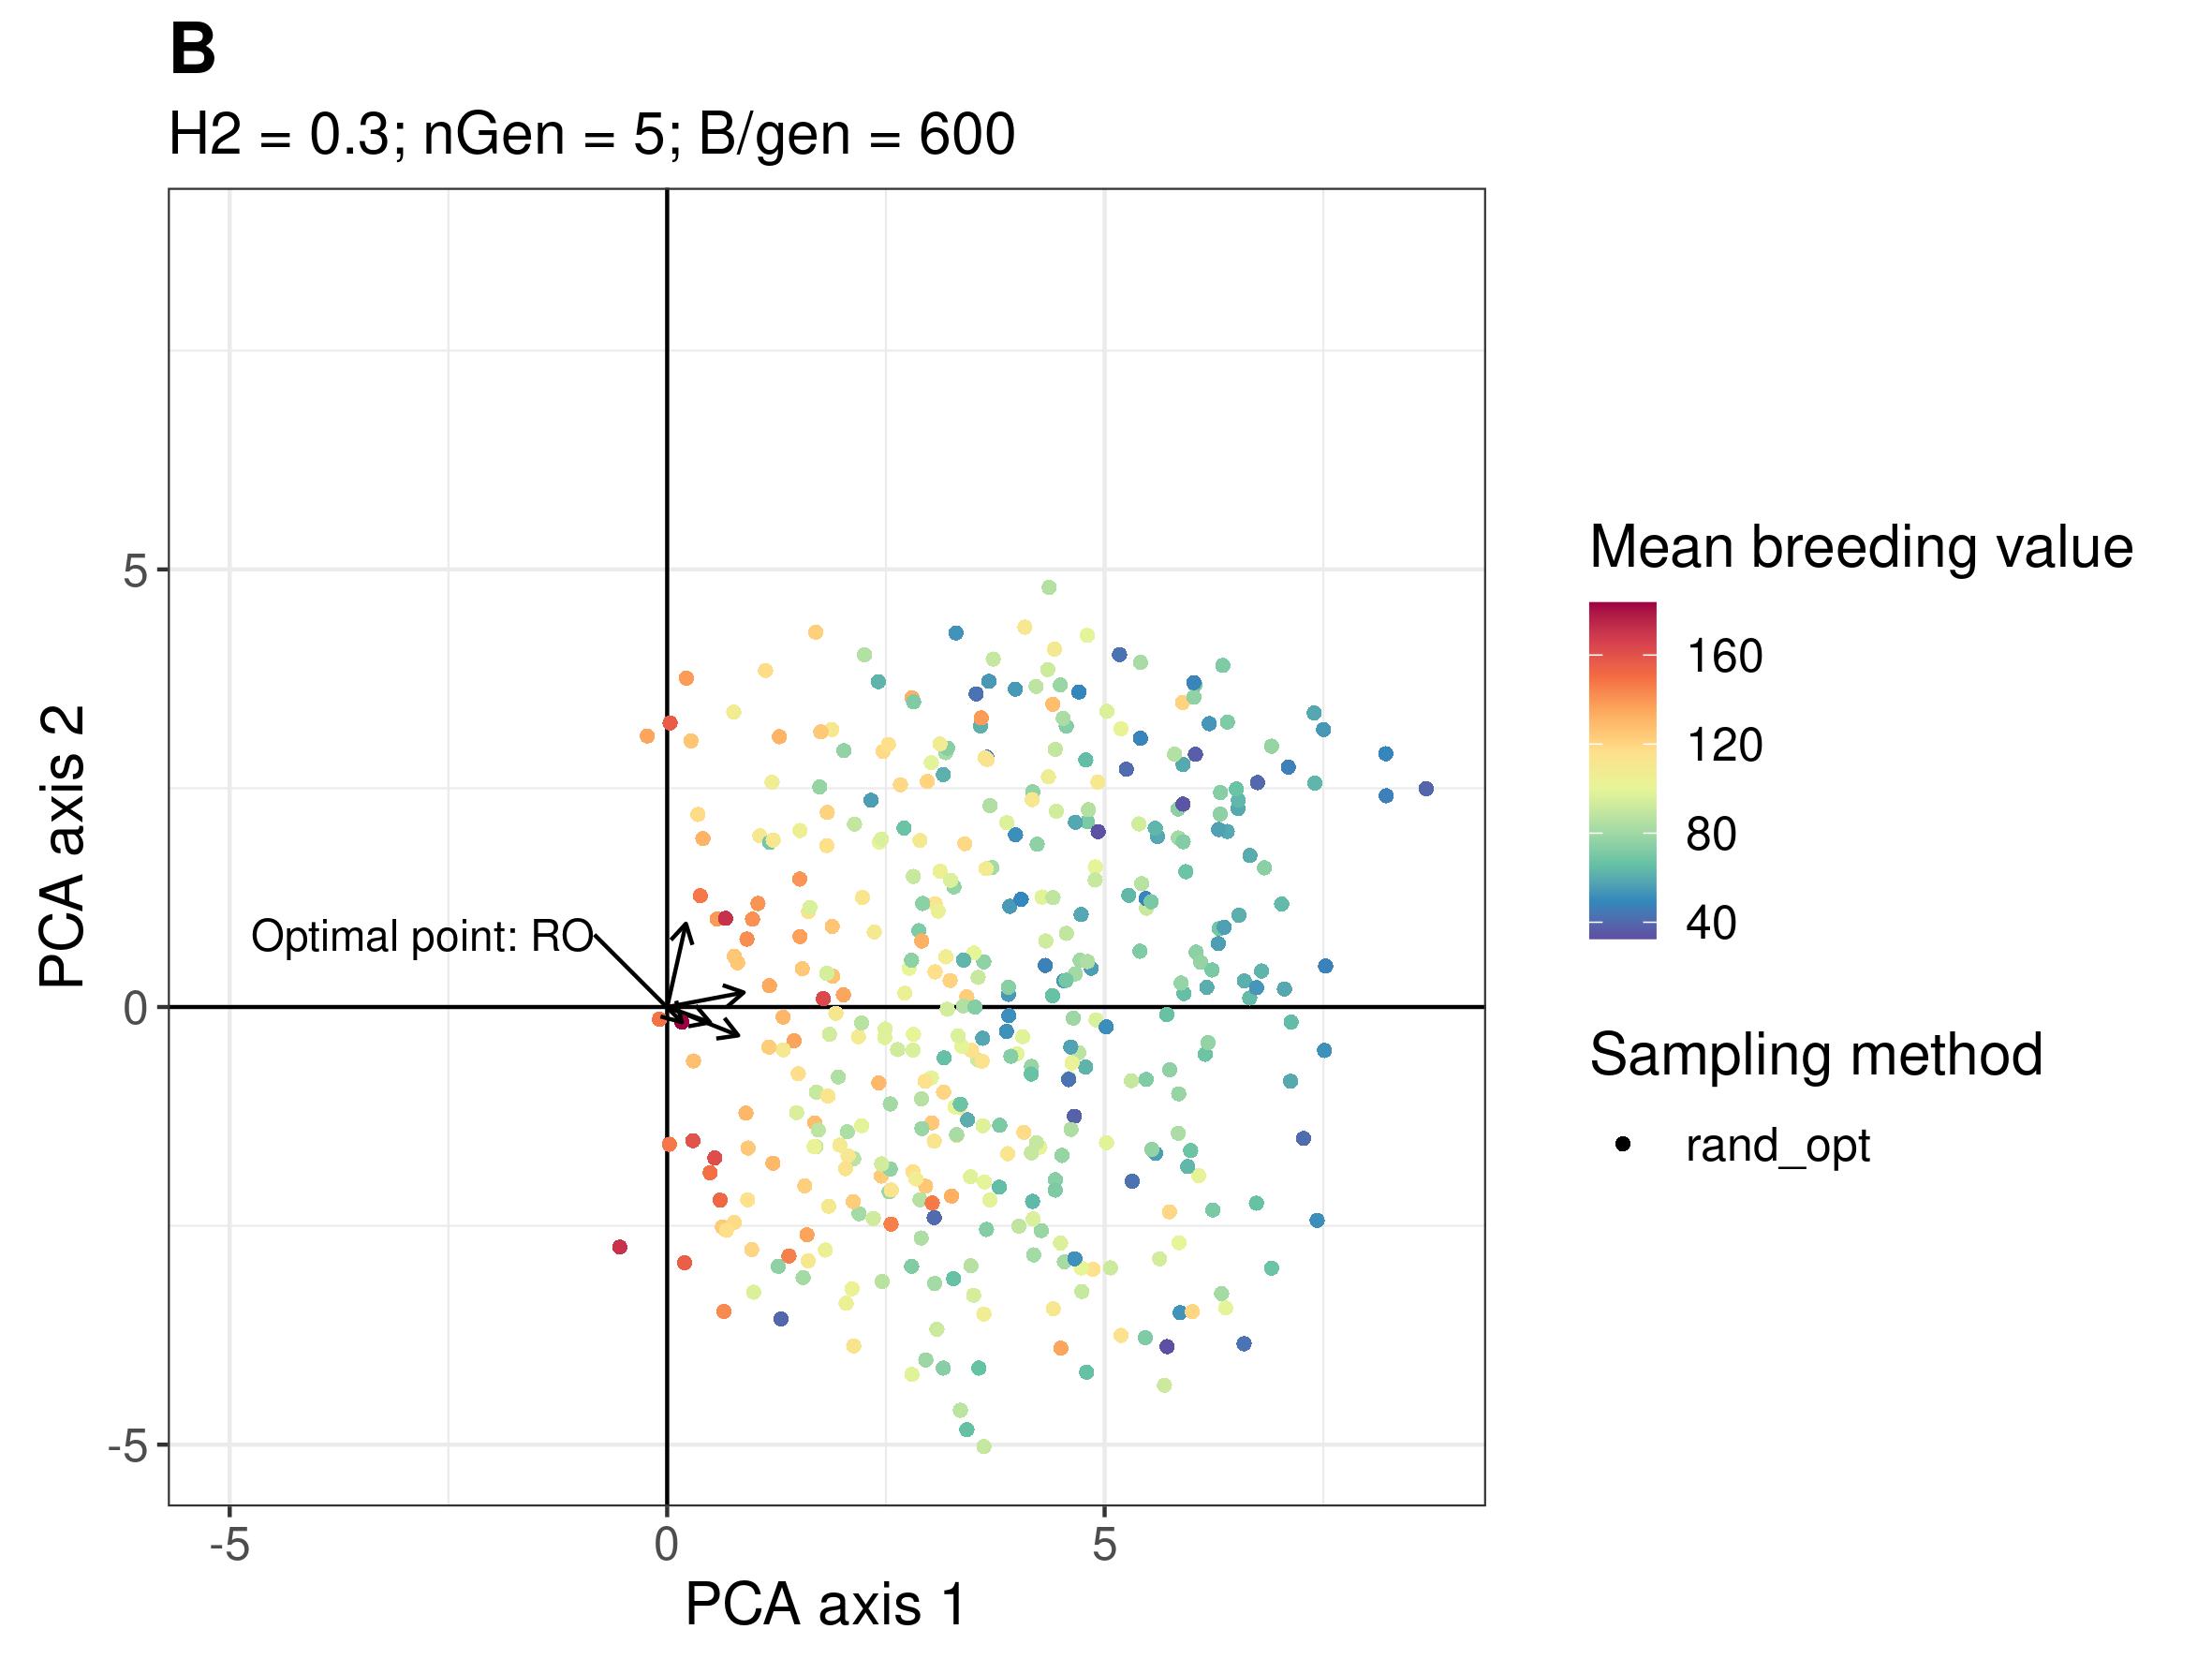 B
H2 = 0.3; nGen = 5; B/gen = 600
PCA axis 2
5
0
-5
Optimal point: RO
-5
0
5
PCA axis 1
Mean breeding value
160
120
80
40
Sampling method
rand_opt